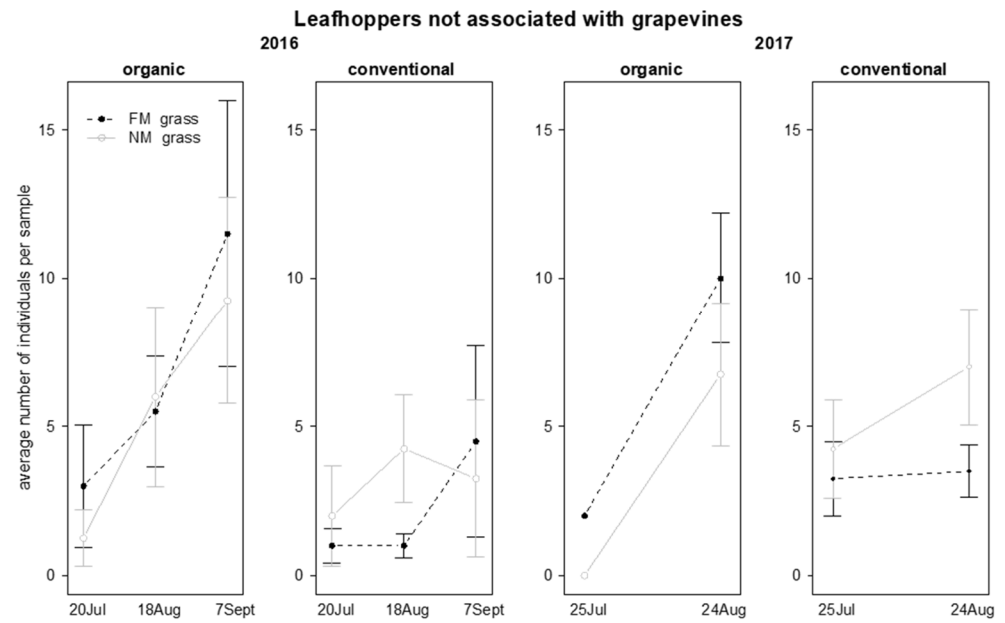 Leafhoppers not associated with grapevines
2016
2017
organic
conventional
organic
conventional
FM grass
NM grass
average number of individuals per sample
15
10
5
0
20Jul
18Aug
7Sept
15
10
5
0
20Jul
18Aug
7Sept
15
10
5
0
25Jul
24Aug
15
10
5
0
25Jul
24Aug